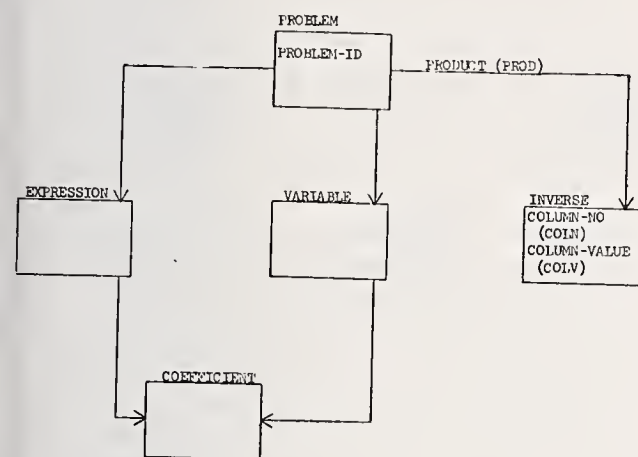 PROBLEM
PROBLEM-ID
PRODUCT (PROD)
EXPRESSION
VARIABLE
INVERSE
COLUMN-NO
(COLN)
COLUMN-VALUE
(COLV)
COEFFICIENT